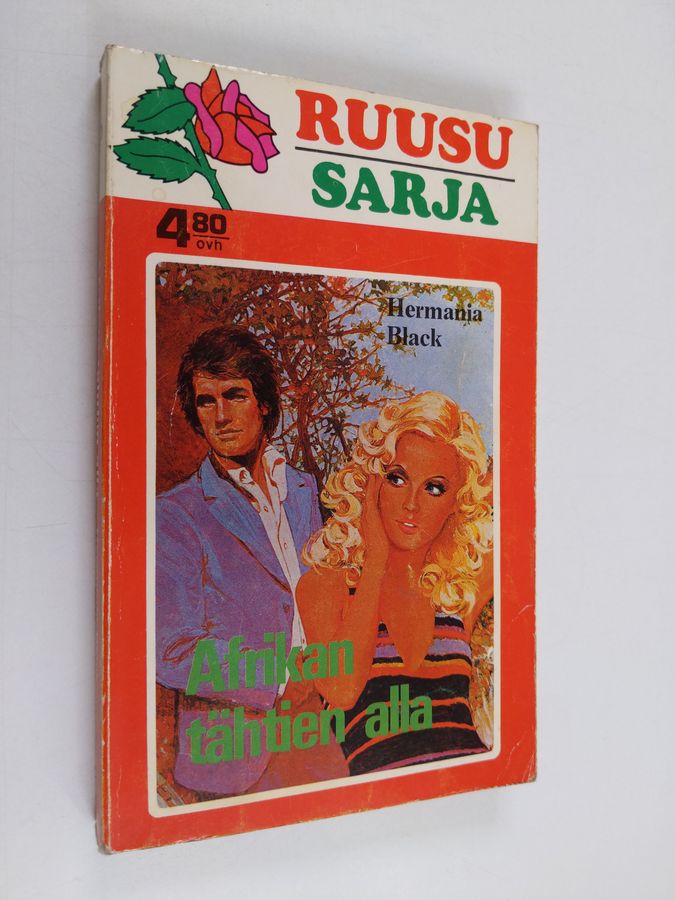 RUUSU
SARJA
4 80
ovh
Hermania
Black
Afrikan
tähtien alla